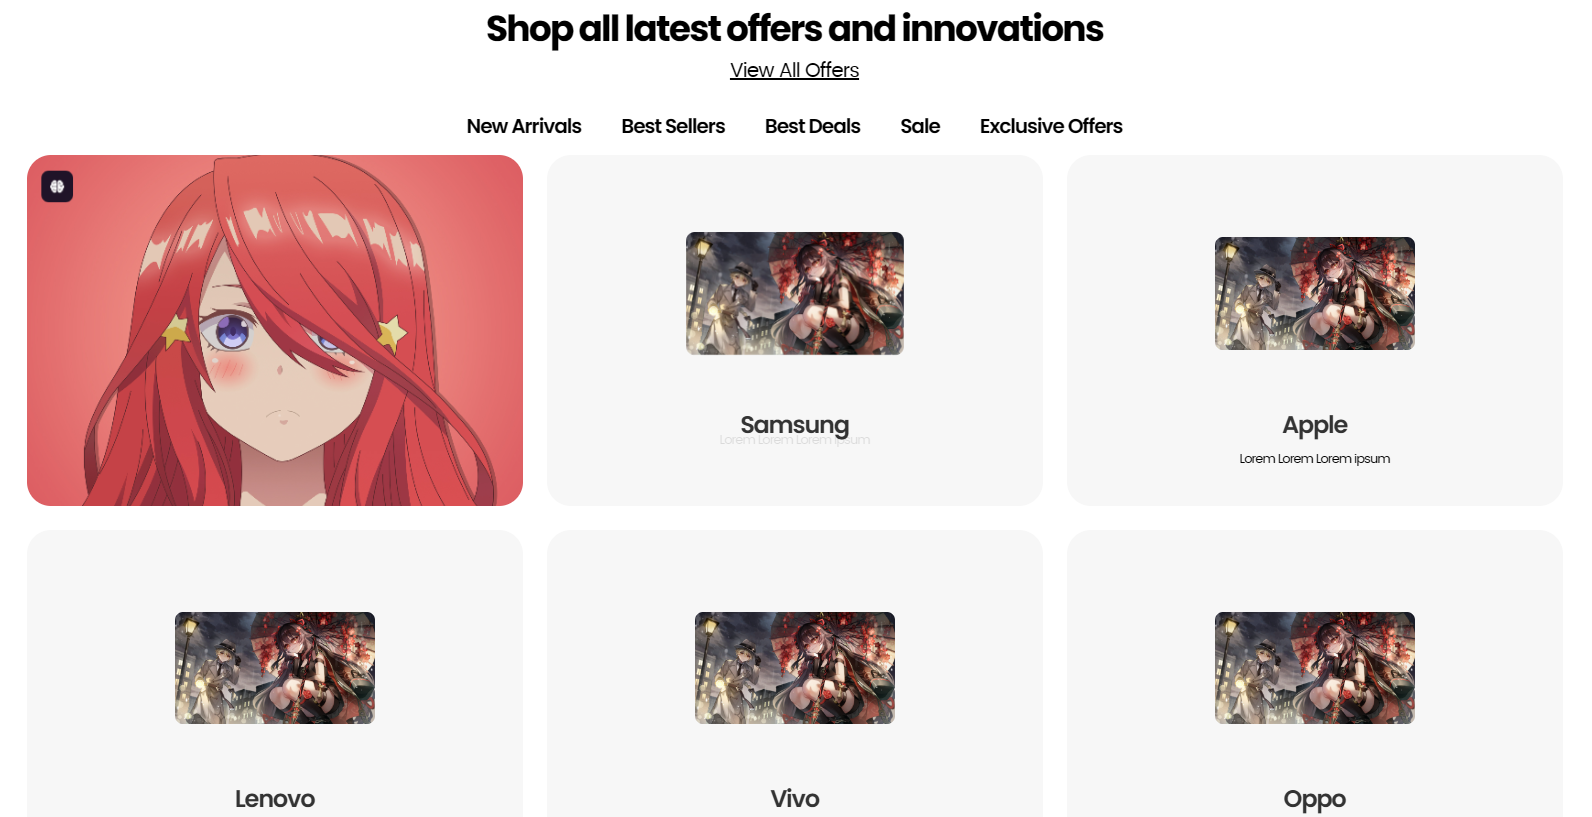 Shop all latest offers and innovations
View All Offers
New Arrivals Best Sellers Best Deals Sale Exclusive Offers
Samsung
Lorem Lorem Lorem ipsum
Apple
Lorem Lorem Lorem ipsum
Lenovo
Vivo
Oppo